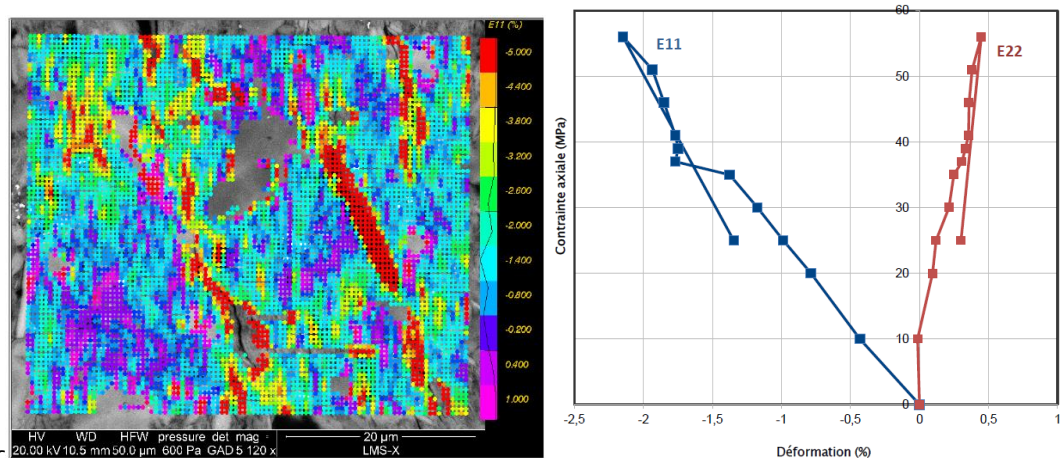 E11 (%)
-5.000
-4.400
-3.800
-3.200
-2.600
-2.000
-1.400
-0.800
-0.200
0.400
1.000
HV WD HFW pressure det mag 20 µm
20.00 kV 10.5 mm 50.0 µm 600 Pa GAD 5 120 x LMS-X
Contrainte axiale (MPa)
60
50
40
30
20
10
0
E11
E22
-2,5 -2 -1,5 -1 -0,5 0 0,5 1
Déformation (%)